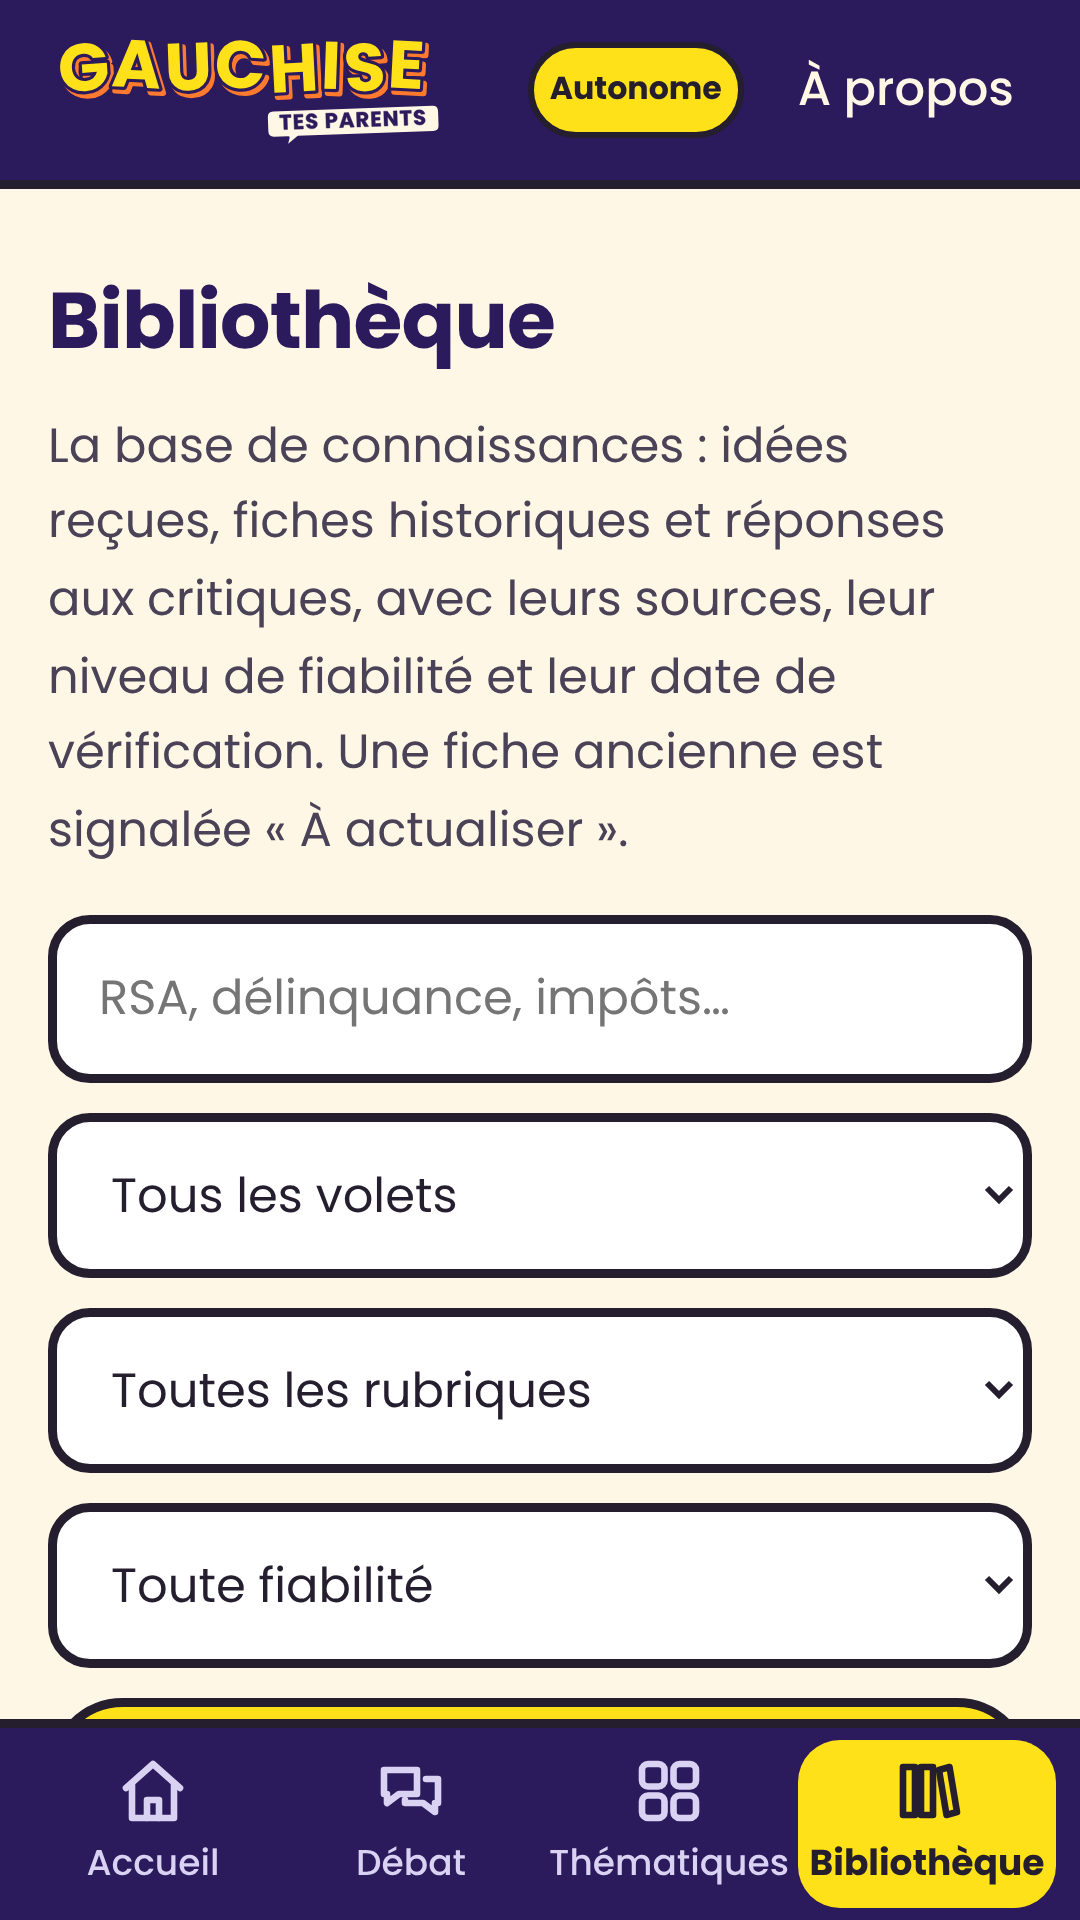 GAUCHISE
TES PARENTS
Autonome
À propos
Bibliothèque
La base de connaissances : idées
reçues, fiches historiques et réponses
aux critiques, avec leurs sources, leur
niveau de fiabilité et leur date de
vérification. Une fiche ancienne est
signalée « À actualiser ».
RSA, délinquance, impôts...
Tous les volets
Toutes les rubriques
Toute fiabilité
Accueil
Débat
Thématiques
Bibliothèque